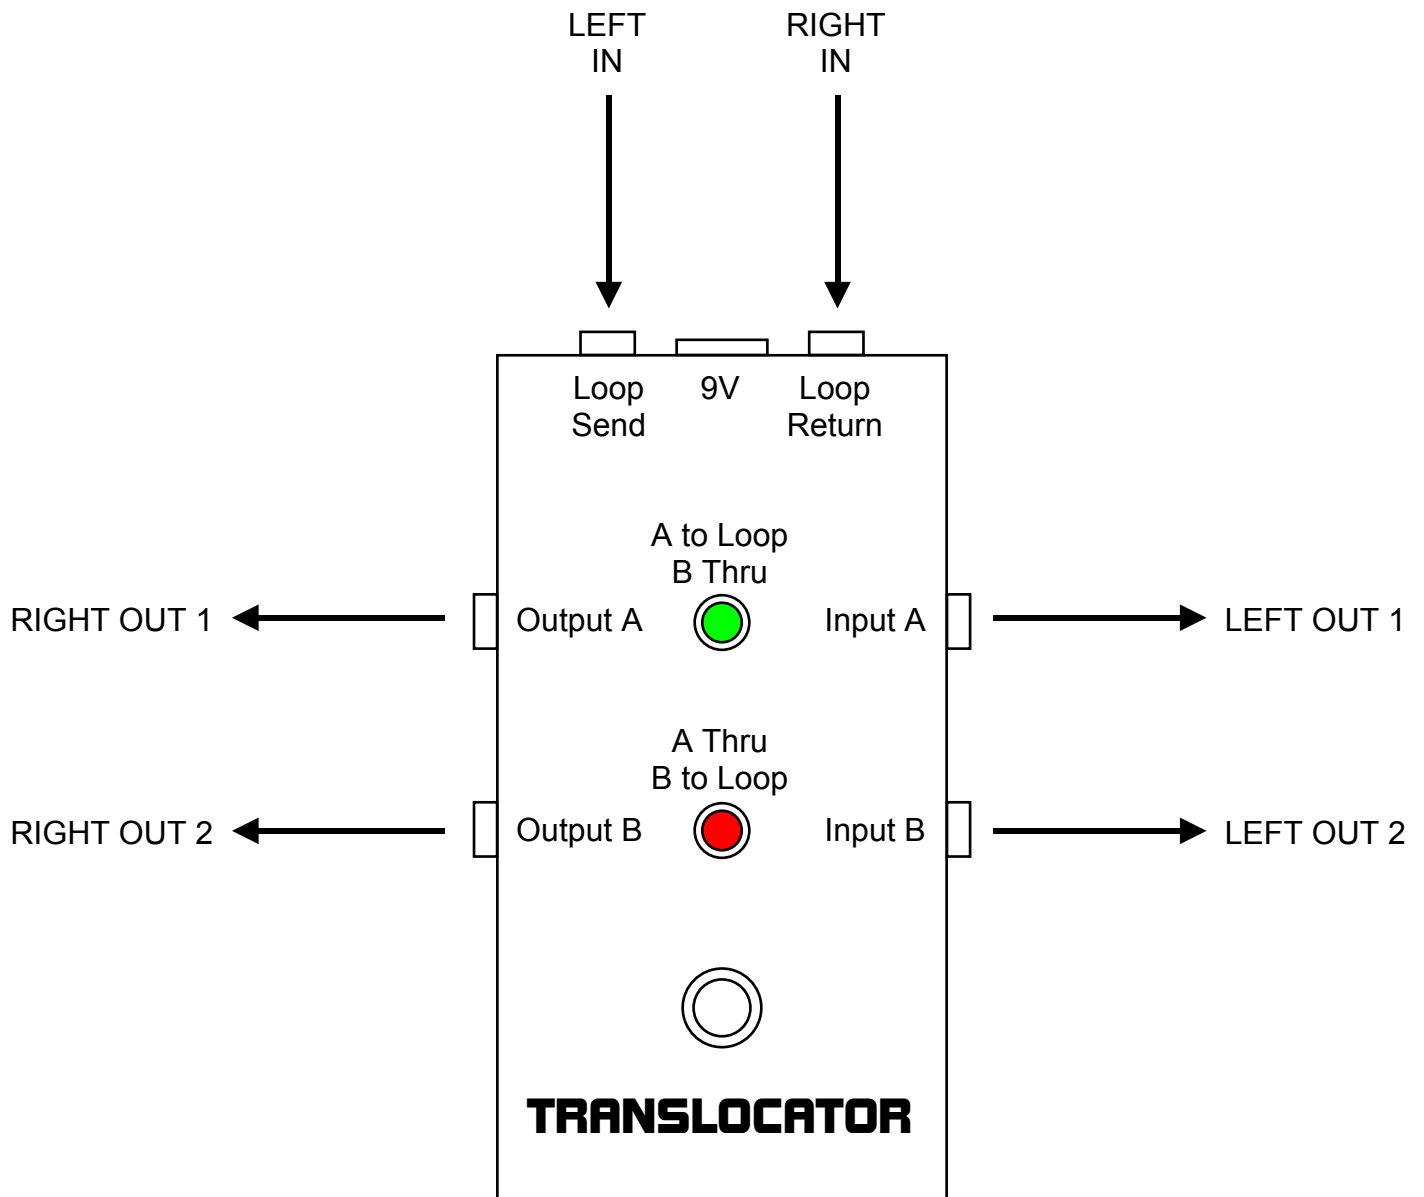 LEFT
IN
RIGHT
IN
Loop
Send
9V
Loop
Return
A to Loop
B Thru
RIGHT OUT 1
Output A
Input A
LEFT OUT 1
A Thru
B to Loop
RIGHT OUT 2
Output B
Input B
LEFT OUT 2
TRANSLOCATOR